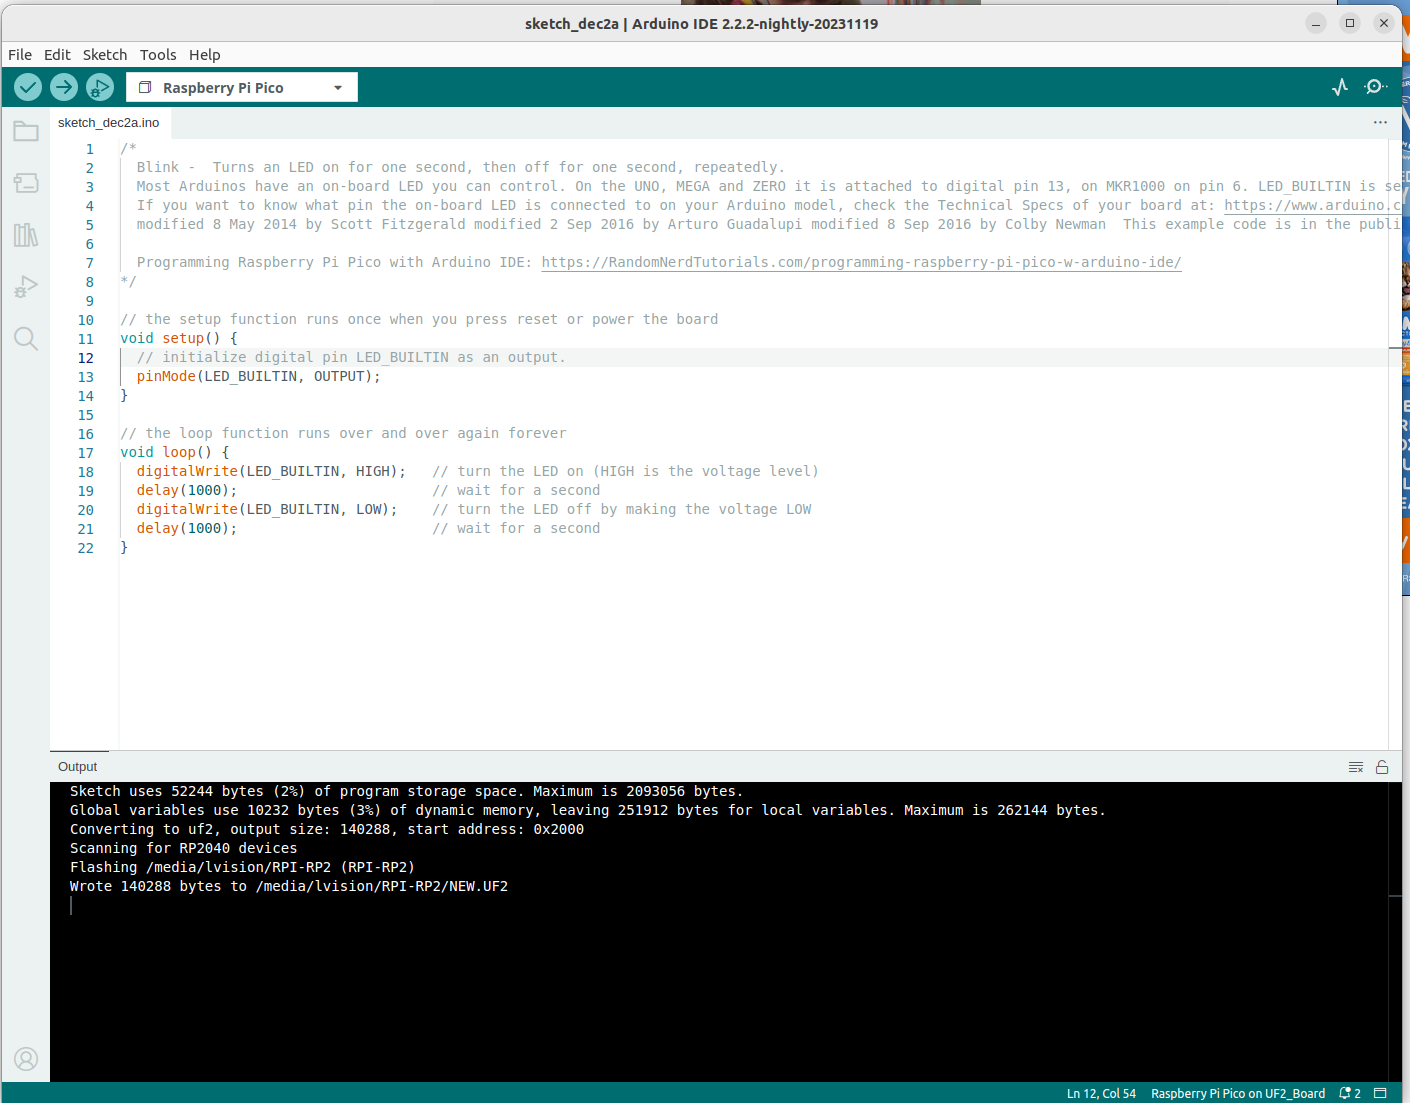 sketch_dec2a | Arduino IDE 2.2.2-nightly-20231119
File Edit Sketch Tools Help
Raspberry Pi Pico
sketch_dec2a.ino
1 /*
2 Blink -  Turns an LED on for one second, then off for one second, repeatedly.
3 Most Arduinos have an on-board LED you can control. On the UNO, MEGA and ZERO it is attached to digital pin 13, on MKR1000 on pin 6. LED_BUILTIN is se
4 If you want to know what pin the on-board LED is connected to on your Arduino model, check the Technical Specs of your board at: https://www.arduino.c
5 modified 8 May 2014 by Scott Fitzgerald modified 2 Sep 2016 by Arturo Guadalupi modified 8 Sep 2016 by Colby Newman  This example code is in the publi
6
7 Programming Raspberry Pi Pico with Arduino IDE: https://RandomNerdTutorials.com/programming-raspberry-pi-pico-w-arduino-ide/
8 */
9
10 // the setup function runs once when you press reset or power the board
11 void setup() {
12 // initialize digital pin LED_BUILTIN as an output.
13 pinMode(LED_BUILTIN, OUTPUT);
14 }
15
16 // the loop function runs over and over again forever
17 void loop() {
18 digitalWrite(LED_BUILTIN, HIGH);   // turn the LED on (HIGH is the voltage level)
19 delay(1000);                       // wait for a second
20 digitalWrite(LED_BUILTIN, LOW);    // turn the LED off by making the voltage LOW
21 delay(1000);                       // wait for a second
22 }
Output
Sketch uses 52244 bytes (2%) of program storage space. Maximum is 2093056 bytes.
Global variables use 10232 bytes (3%) of dynamic memory, leaving 251912 bytes for local variables. Maximum is 262144 bytes.
Converting to uf2, output size: 140288, start address: 0x2000
Scanning for RP2040 devices
Flashing /media/lvision/RPI-RP2 (RPI-RP2)
Wrote 140288 bytes to /media/lvision/RPI-RP2/NEW.UF2
Ln 12, Col 54 Raspberry Pi Pico on UF2_Board 2